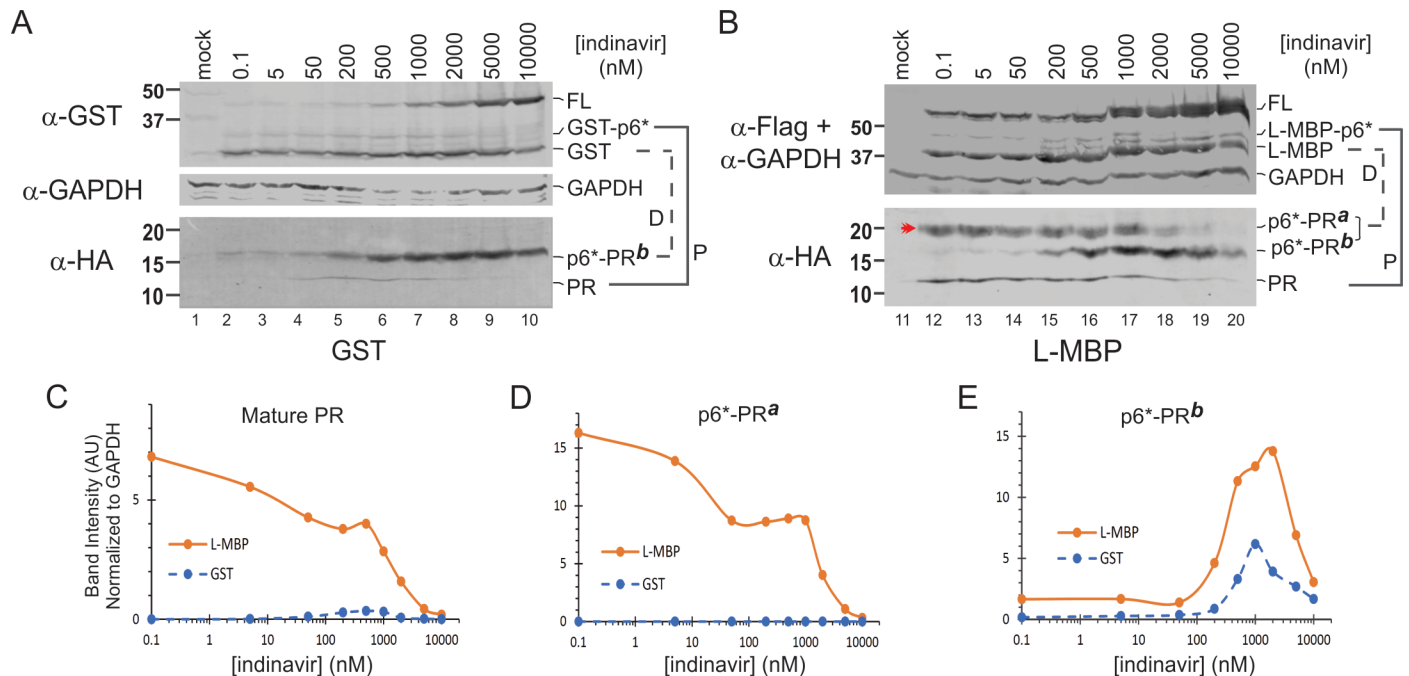 A
mock
0.1
5
50
200
500
1000
2000
5000
10000
[indinavir]
(nM)
α-GST
50
37
FL
GST-p6*
GST
α-GAPDH
GAPDH
D
α-HA
20
15
10
p6*-PRb
P
PR
1 2 3 4 5 6 7 8 9 10
GST
B
mock
0.1
5
50
200
500
1000
2000
5000
10000
[indinavir]
(nM)
α-Flag +
α-GAPDH
50
37
FL
L-MBP-p6*
L-MBP
GAPDH
D
α-HA
20
15
10
p6*-PRa
p6*-PRb
P
PR
11 12 13 14 15 16 17 18 19 20
L-MBP
C
Mature PR
Band Intensity (AU)
Normalized to GAPDH
5
0
L-MBP
GST
0.1 1 10 100 1000 10000
[indinavir] (nM)
D
p6*-PRa
15
10
5
0
L-MBP
GST
0.1 1 10 100 1000 10000
[indinavir] (nM)
E
p6*-PRb
15
10
5
0
L-MBP
GST
0.1 1 10 100 1000 10000
[indinavir] (nM)